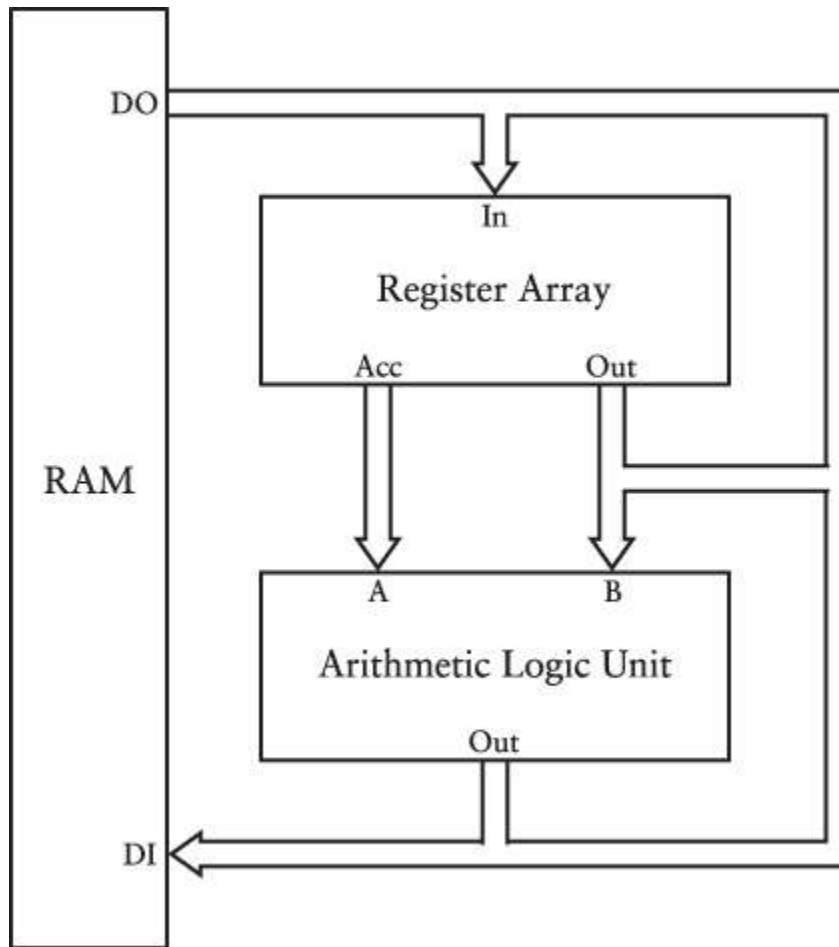 DO
In
Register Array
Acc Out
RAM
A B
Arithmetic Logic Unit
Out
DI